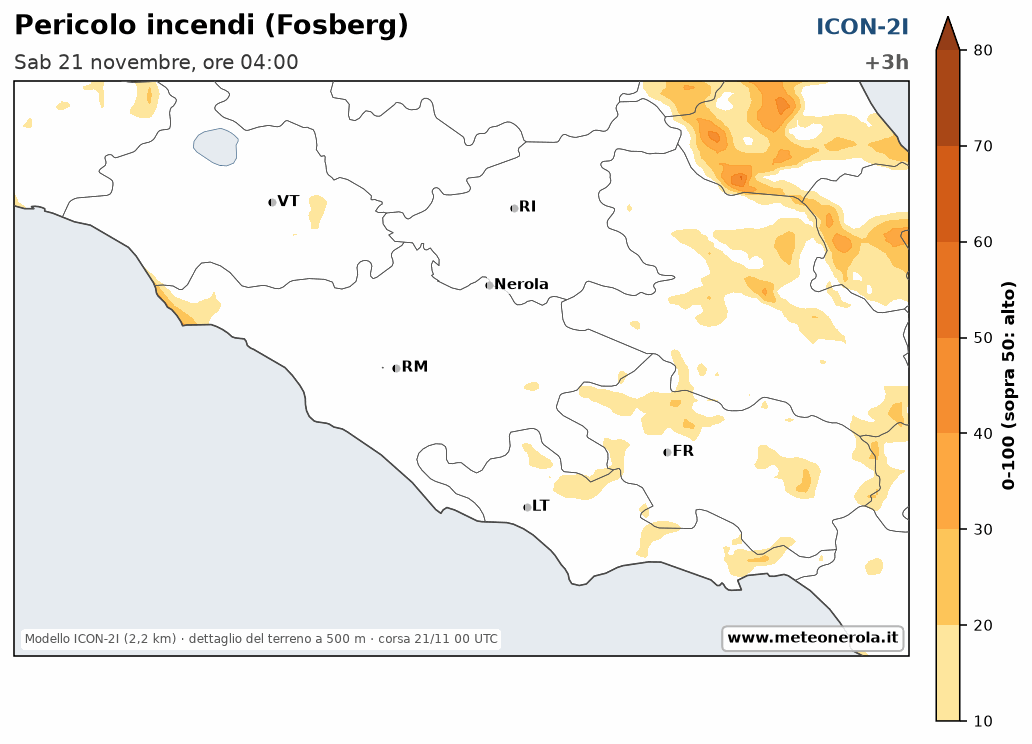 Pericolo incendi (Fosberg)
ICON-2I
Sab 21 novembre, ore 04:00
+3h
80
70
60
50
40
30
20
10
0-100 (sopra 50: alto)
VT
RI
Nerola
RM
FR
LT
Modello ICON-2I (2,2 km) · dettaglio del terreno a 500 m · corsa 21/11 00 UTC
www.meteonerola.it